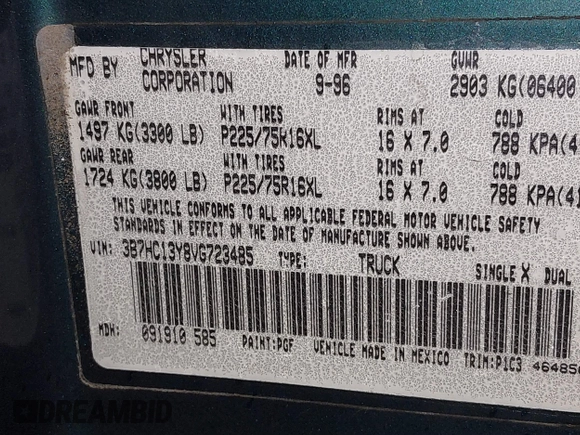 MFD BY CHRYSLER CORPORATION DATE OF MFR 9-96 GVWR 2903 KG(06400
GAWR FRONT WITH TIRES RIMS AT COLD
1497 KG(3300 LB) P225/75R16XL 16 X 7.0 788 KPA(4
GAWR REAR WITH TIRES RIMS AT COLD
1724 KG(3800 LB) P225/75R16XL 16 X 7.0 788 KPA(41
THIS VEHICLE CONFORMS TO ALL APPLICABLE FEDERAL MOTOR VEHICLE SAFETY
STANDARDS IN EFFECT ON THE DATE OF MANUFACTURE SHOWN ABOVE.
VIN: 3B7HC13Y8VG723485 TYPE: TRUCK SINGLE X DUAL
MDH: 091910 585 PAINT:PGF VEHICLE MADE IN MEXICO TRIM:P1C3 46485
DREAMBID